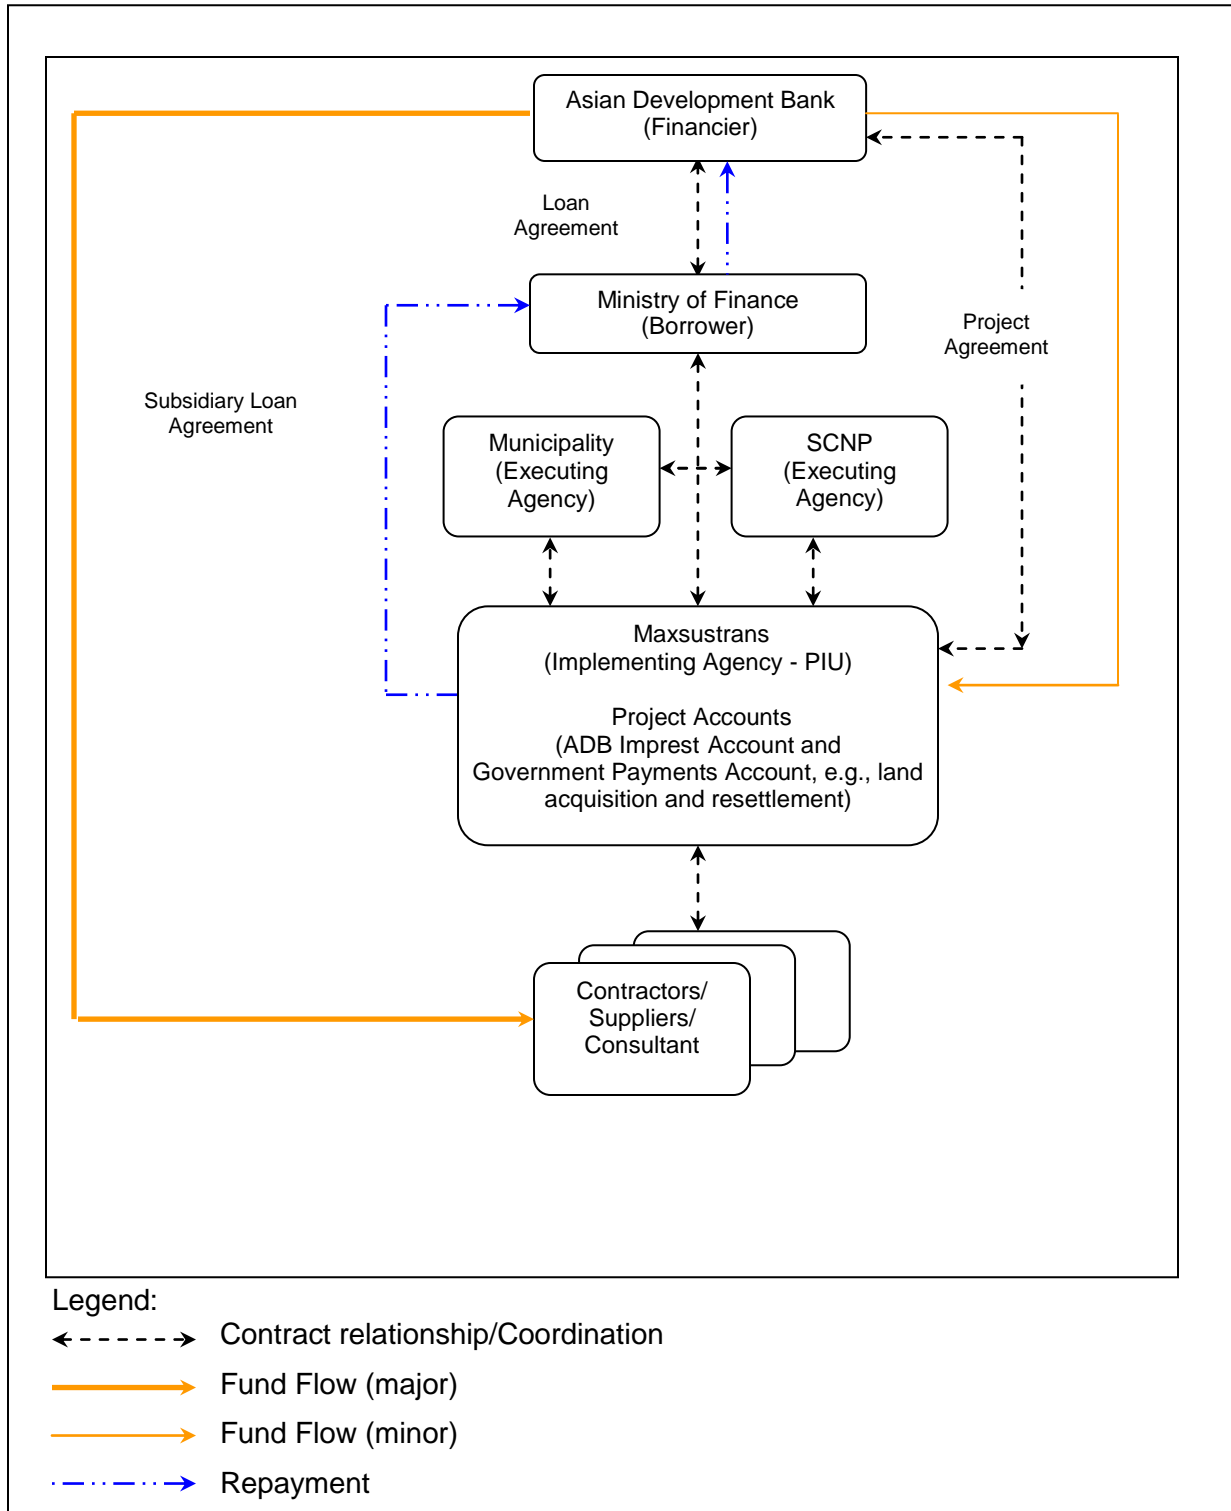 Asian Development Bank
(Financier)
Loan
Agreement
Ministry of Finance
(Borrower)
Project
Agreement
Subsidiary Loan
Agreement
Municipality
(Executing
Agency)
SCNP
(Executing
Agency)
Maxsustrans
(Implementing Agency - PIU)
Project Accounts
(ADB Imprest Account and
Government Payments Account, e.g., land
acquisition and resettlement)
Contractors/
Suppliers/
Consultant
Legend:
Contract relationship/Coordination
Fund Flow (major)
Fund Flow (minor)
Repayment